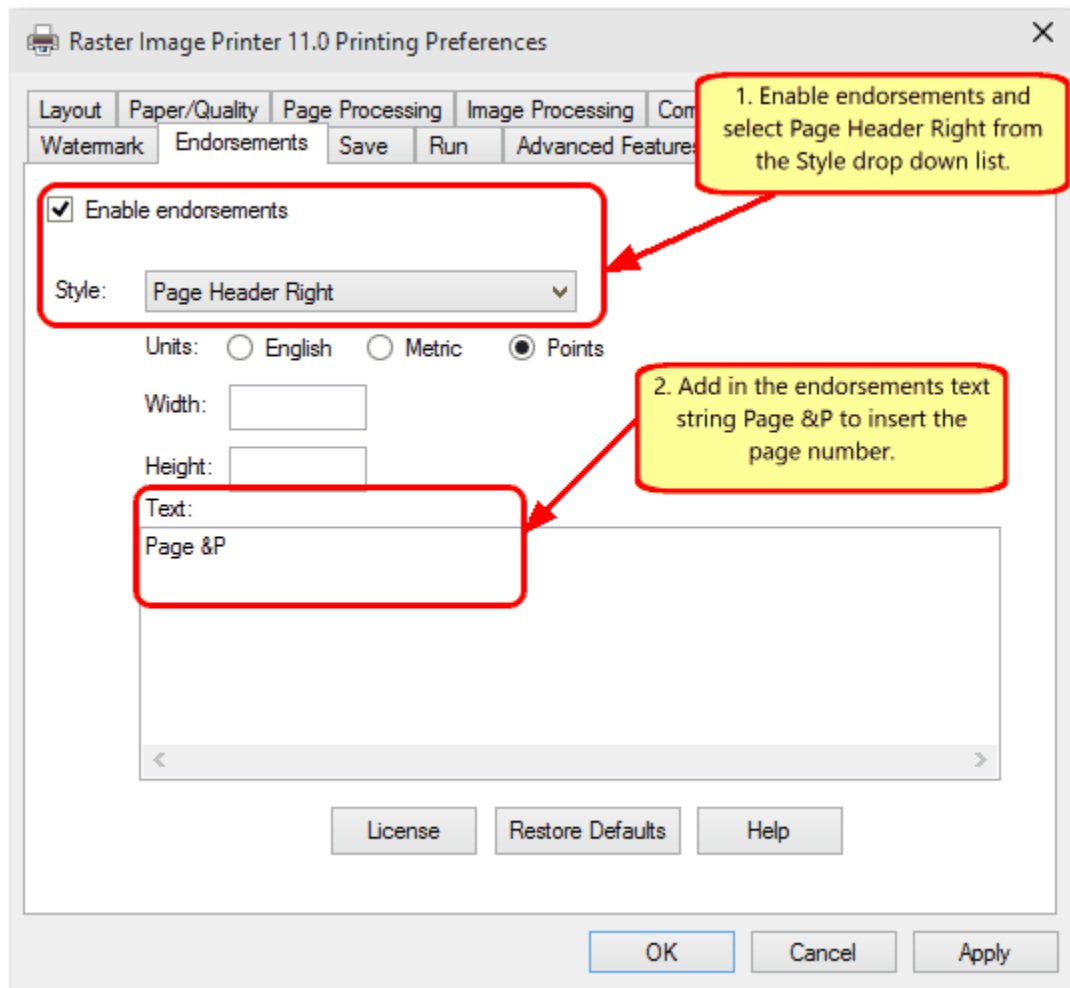 Raster Image Printer 11.0 Printing Preferences
Layout Paper/Quality Page Processing Image Processing
Watermark Endorsements Save Run Advanced Features
1. Enable endorsements and
select Page Header Right from
the Style drop down list.
Enable endorsements
Style: Page Header Right
Units: English Metric Points
Width:
2. Add in the endorsements text
string Page &P to insert the
page number.
Height:
Text:
Page &P
License Restore Defaults Help
OK Cancel Apply